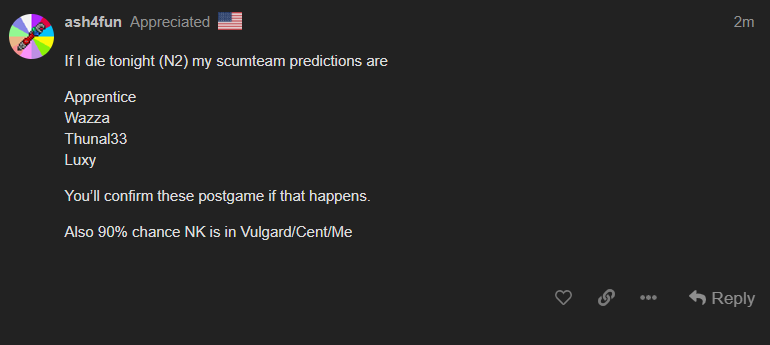 ash4fun Appreciated 2m
If I die tonight (N2) my scumteam predictions are
Apprentice
Wazza
Thunal33
Luxy
You’ll confirm these postgame if that happens.
Also 90% chance NK is in Vulgard/Cent/Me
Reply